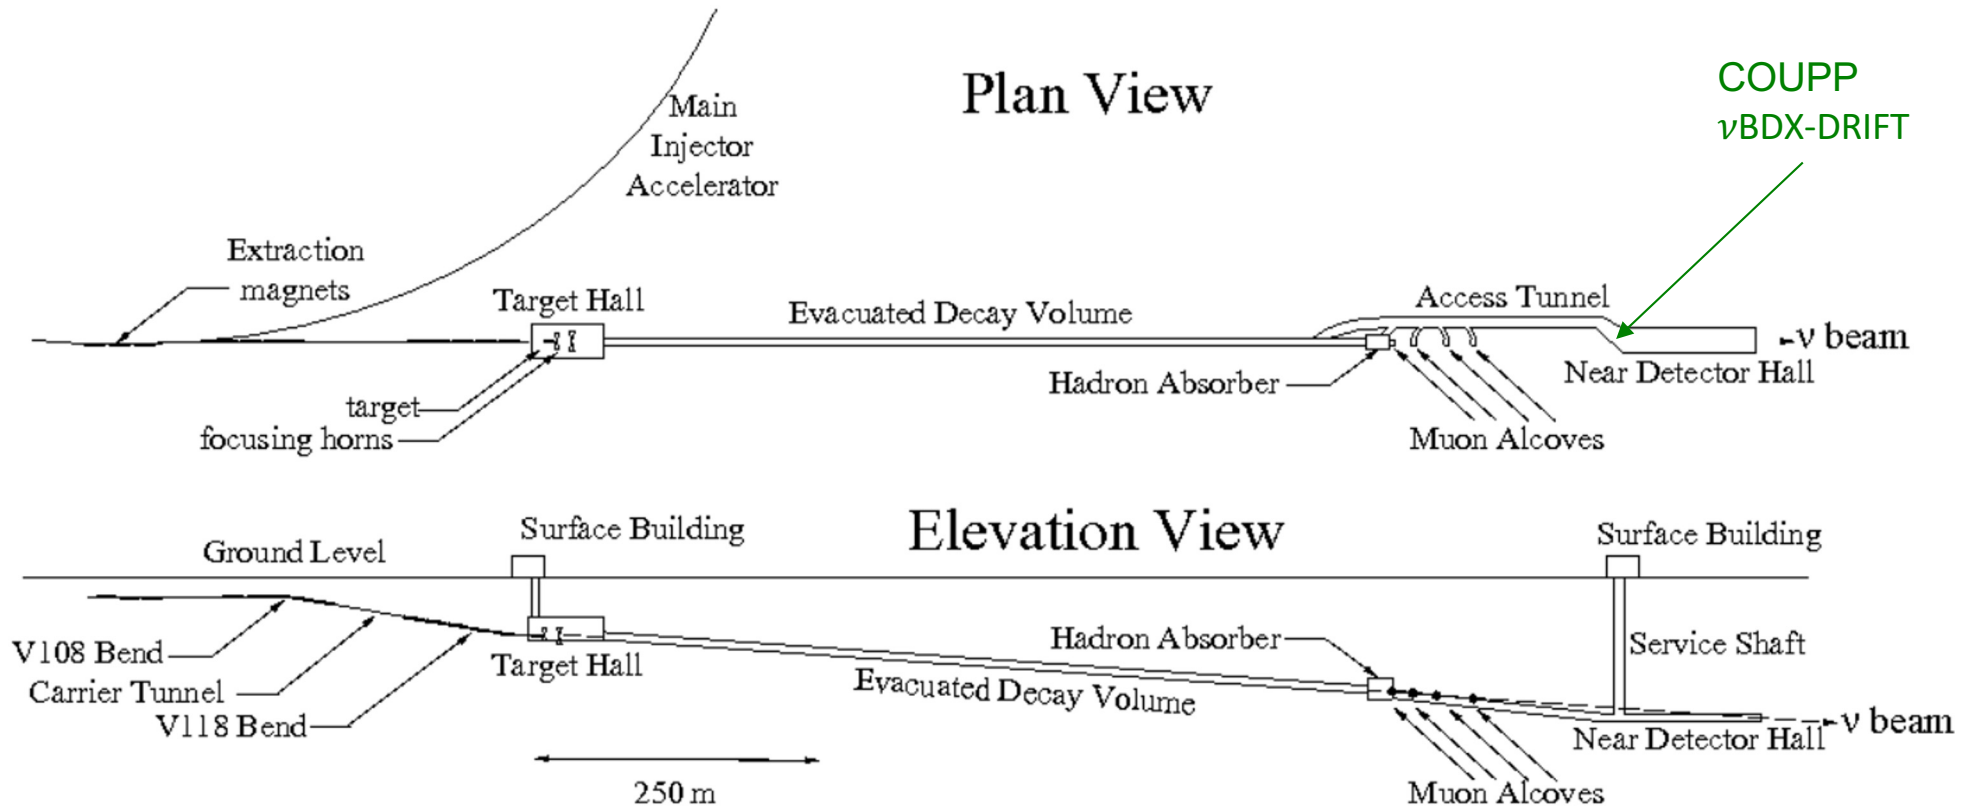 Plan View
COUPP
νBDX-DRIFT
Main
Injector
Accelerator
Extraction
magnets
Target Hall
Evacuated Decay Volume
Access Tunnel
ν beam
Near Detector Hall
Hadron Absorber
target
focusing horns
Muon Alcoves
Elevation View
Surface Building
Surface Building
Ground Level
V108 Bend
Carrier Tunnel
V118 Bend
Target Hall
Evacuated Decay Volume
Hadron Absorber
Service Shaft
ν beam
Near Detector Hall
250 m
Muon Alcoves